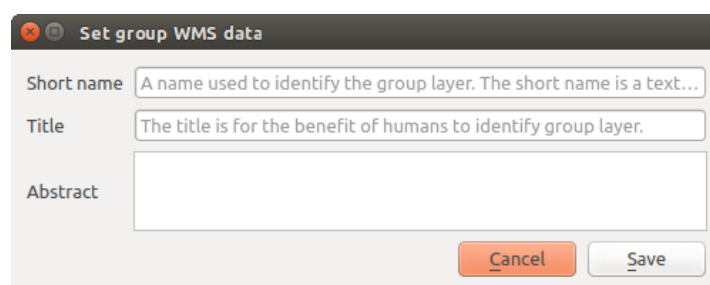 Set group WMS data
Short name A name used to identify the group layer. The short name is a text...
Title The title is for the benefit of humans to identify group layer.
Abstract
Cancel Save